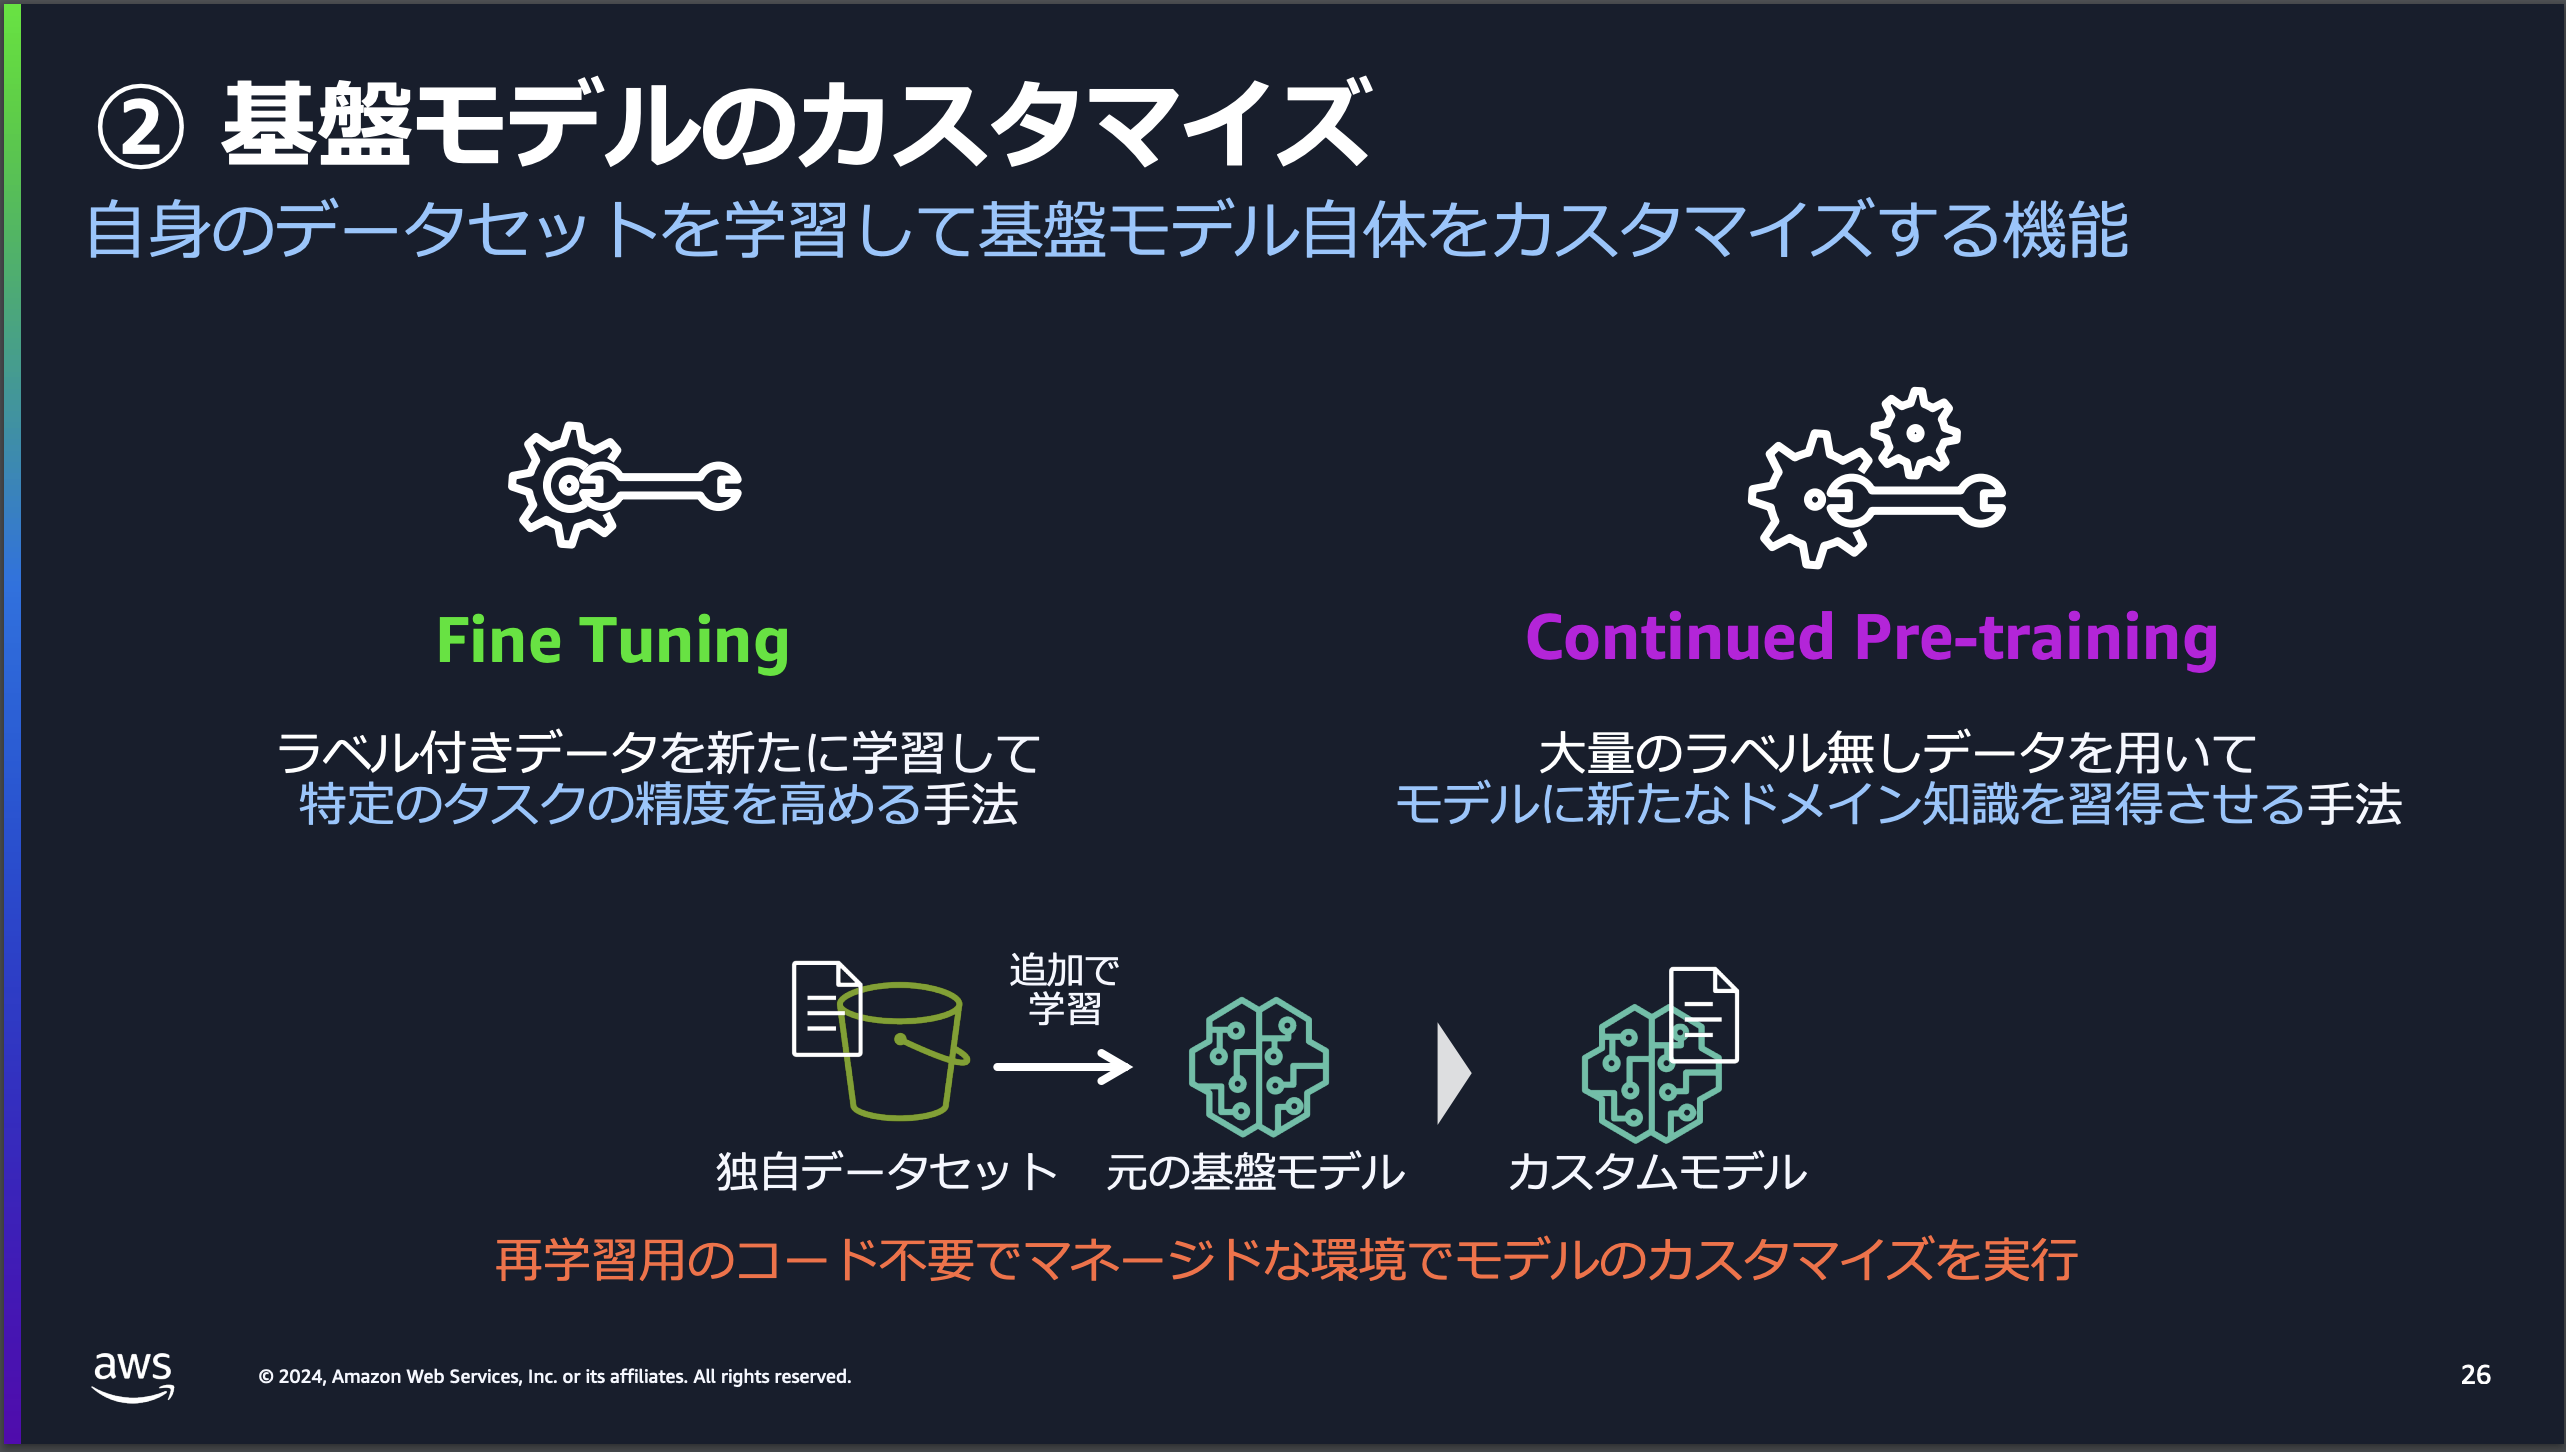 ② 基盤モデルのカスタマイズ
自身のデータセットを学習して基盤モデル自体をカスタマイズする機能
Fine Tuning
ラベル付きデータを新たに学習して
特定のタスクの精度を高める手法
Continued Pre-training
大量のラベル無しデータを用いて
モデルに新たなドメイン知識を習得させる手法
追加で
学習
独自データセット
元の基盤モデル
カスタムモデル
再学習用のコード不要でマネージドな環境でモデルのカスタマイズを実行
aws
© 2024, Amazon Web Services, Inc. or its affiliates. All rights reserved.
26